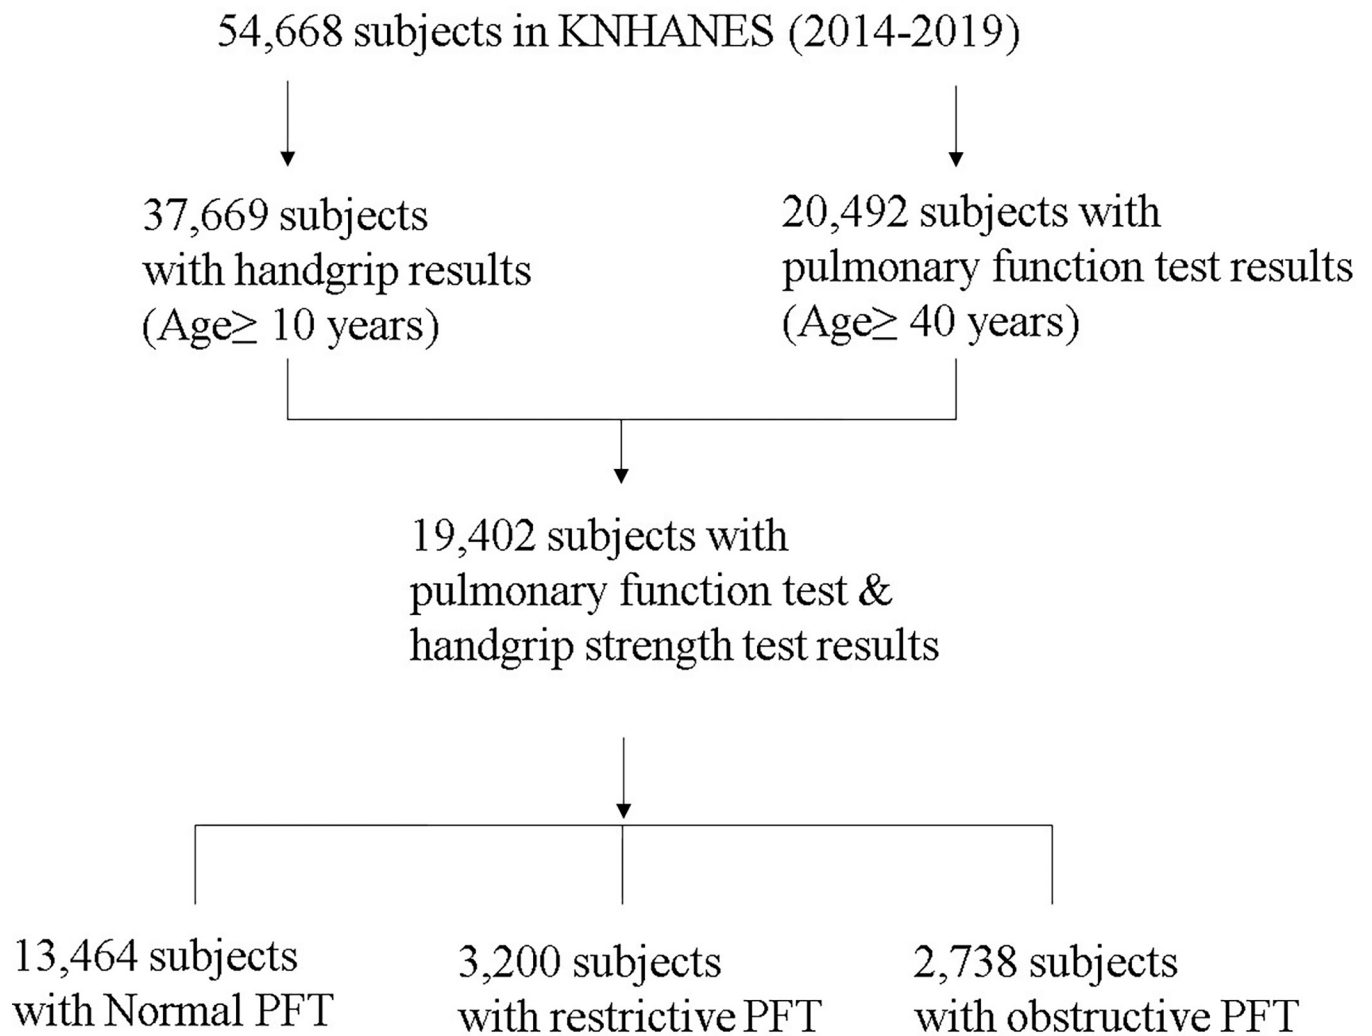 54,668 subjects in KNHANES (2014-2019)
37,669 subjects
with handgrip results
(Age≥ 10 years)
20,492 subjects with
pulmonary function test results
(Age≥ 40 years)
19,402 subjects with
pulmonary function test &
handgrip strength test results
13,464 subjects
with Normal PFT
3,200 subjects
with restrictive PFT
2,738 subjects
with obstructive PFT